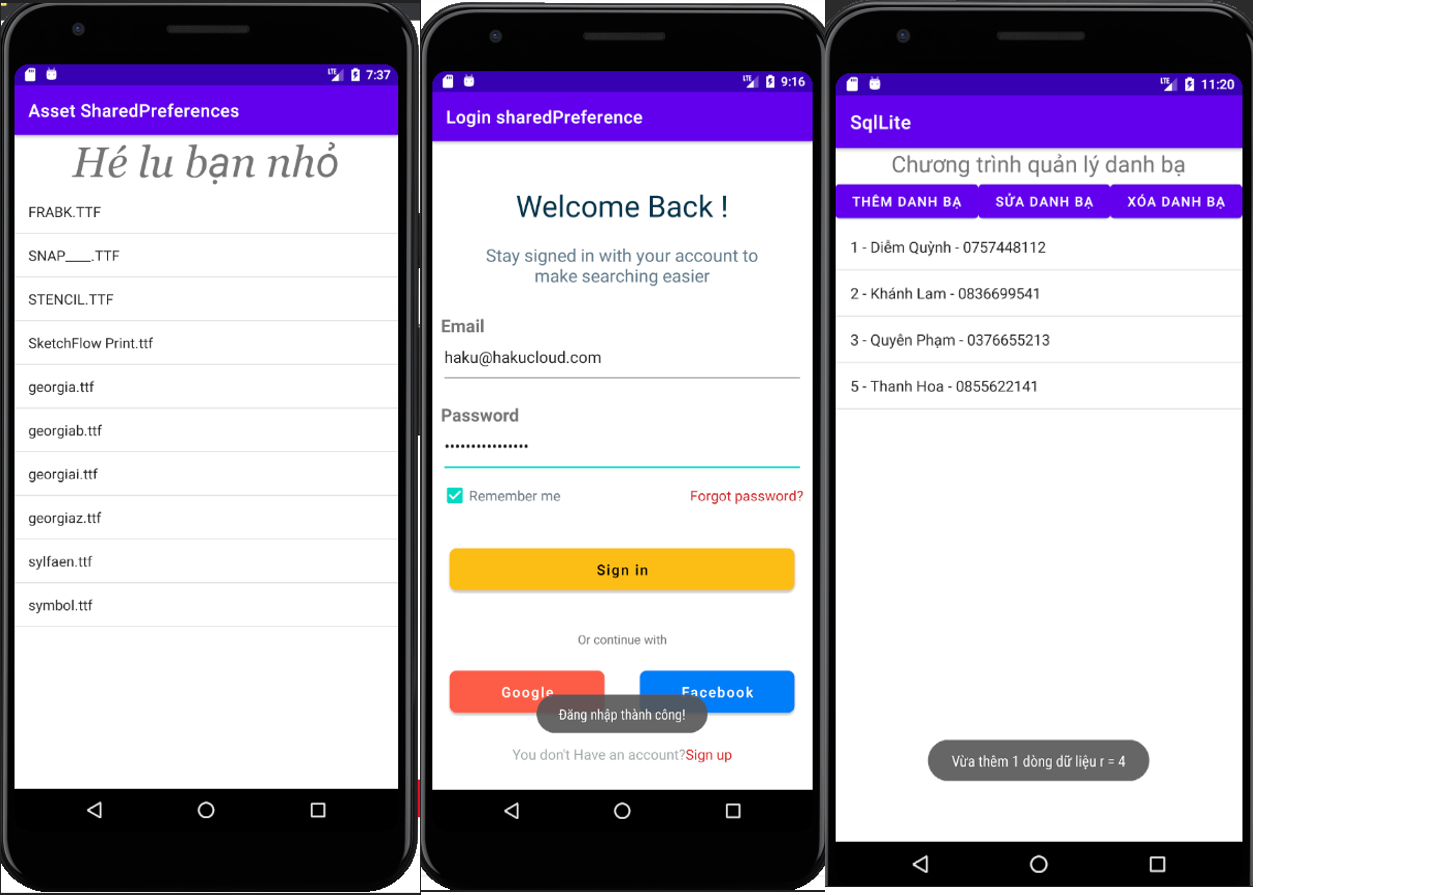 LTE 7:37
Asset SharedPreferences
Hé lu bạn nhỏ
FRABK.TTF
SNAP____.TTF
STENCIL.TTF
SketchFlow Print.ttf
georgia.ttf
georgiab.ttf
georgiai.ttf
georgiaz.ttf
sylfaen.ttf
symbol.ttf
LTE 9:16
Login sharedPreference
Welcome Back !
Stay signed in with your account to
make searching easier
Email
haku@hakucloud.com
Password
••••••••••••••••
Remember me Forgot password?
Sign in
Or continue with
Google Facebook
Đăng nhập thành công!
You don't Have an account?Sign up
LTE 11:20
SqlLite
Chương trình quản lý danh bạ
THÊM DANH BẠ SỬA DANH BẠ XÓA DANH BẠ
1 - Diễm Quỳnh - 0757448112
2 - Khánh Lam - 0836699541
3 - Quyên Phạm - 0376655213
5 - Thanh Hoa - 0855622141
Vừa thêm 1 dòng dữ liệu r = 4